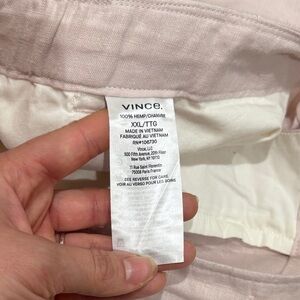 VINCE.
100% HEMP/CHANVRE
XXL/TTG
MADE IN VIETNAM
FABRIQUÉ AU VIETNAM
RN#106730
Vince, LLC
500 Fifth Avenue, 20th Floor
New York, NY 10110
11 Rue Saint Florentin
75008 Paris France
SEE REVERSE FOR CARE
VOIR AU VERSO POUR LES SOINS